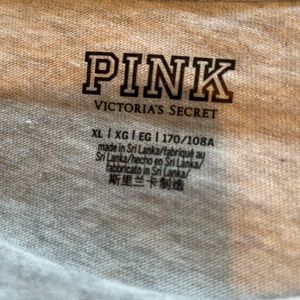 PINK
VICTORIA'S SECRET
XL | XG | EG | 170/108A
made in Sri Lanka/fabriqué au
Sri Lanka/hecho en Sri Lanka/
fabbricato in Sri Lanka
斯里兰卡制造